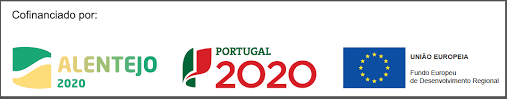 Cofinanciado por:
ALENTEJO
2020
PORTUGAL
2020
UNIÃO EUROPEIA
Fundo Europeu
de Desenvolvimento Regional